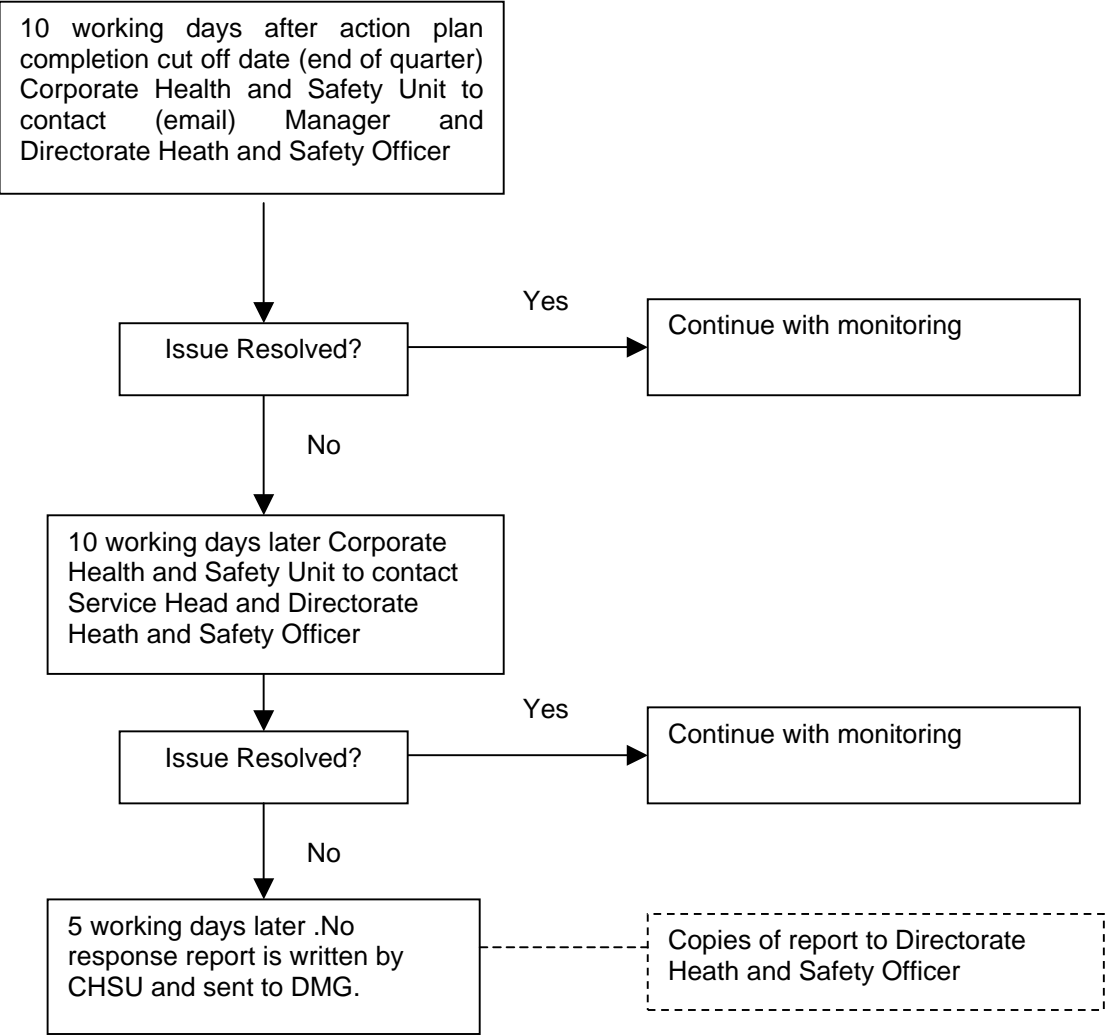 10 working days after action plan
completion cut off date (end of quarter)
Corporate Health and Safety Unit to
contact (email) Manager and
Directorate Heath and Safety Officer
Yes
Issue Resolved?
Continue with monitoring
No
10 working days later Corporate
Health and Safety Unit to contact
Service Head and Directorate
Heath and Safety Officer
Yes
Issue Resolved?
Continue with monitoring
No
5 working days later .No
response report is written by
CHSU and sent to DMG.
Copies of report to Directorate
Heath and Safety Officer